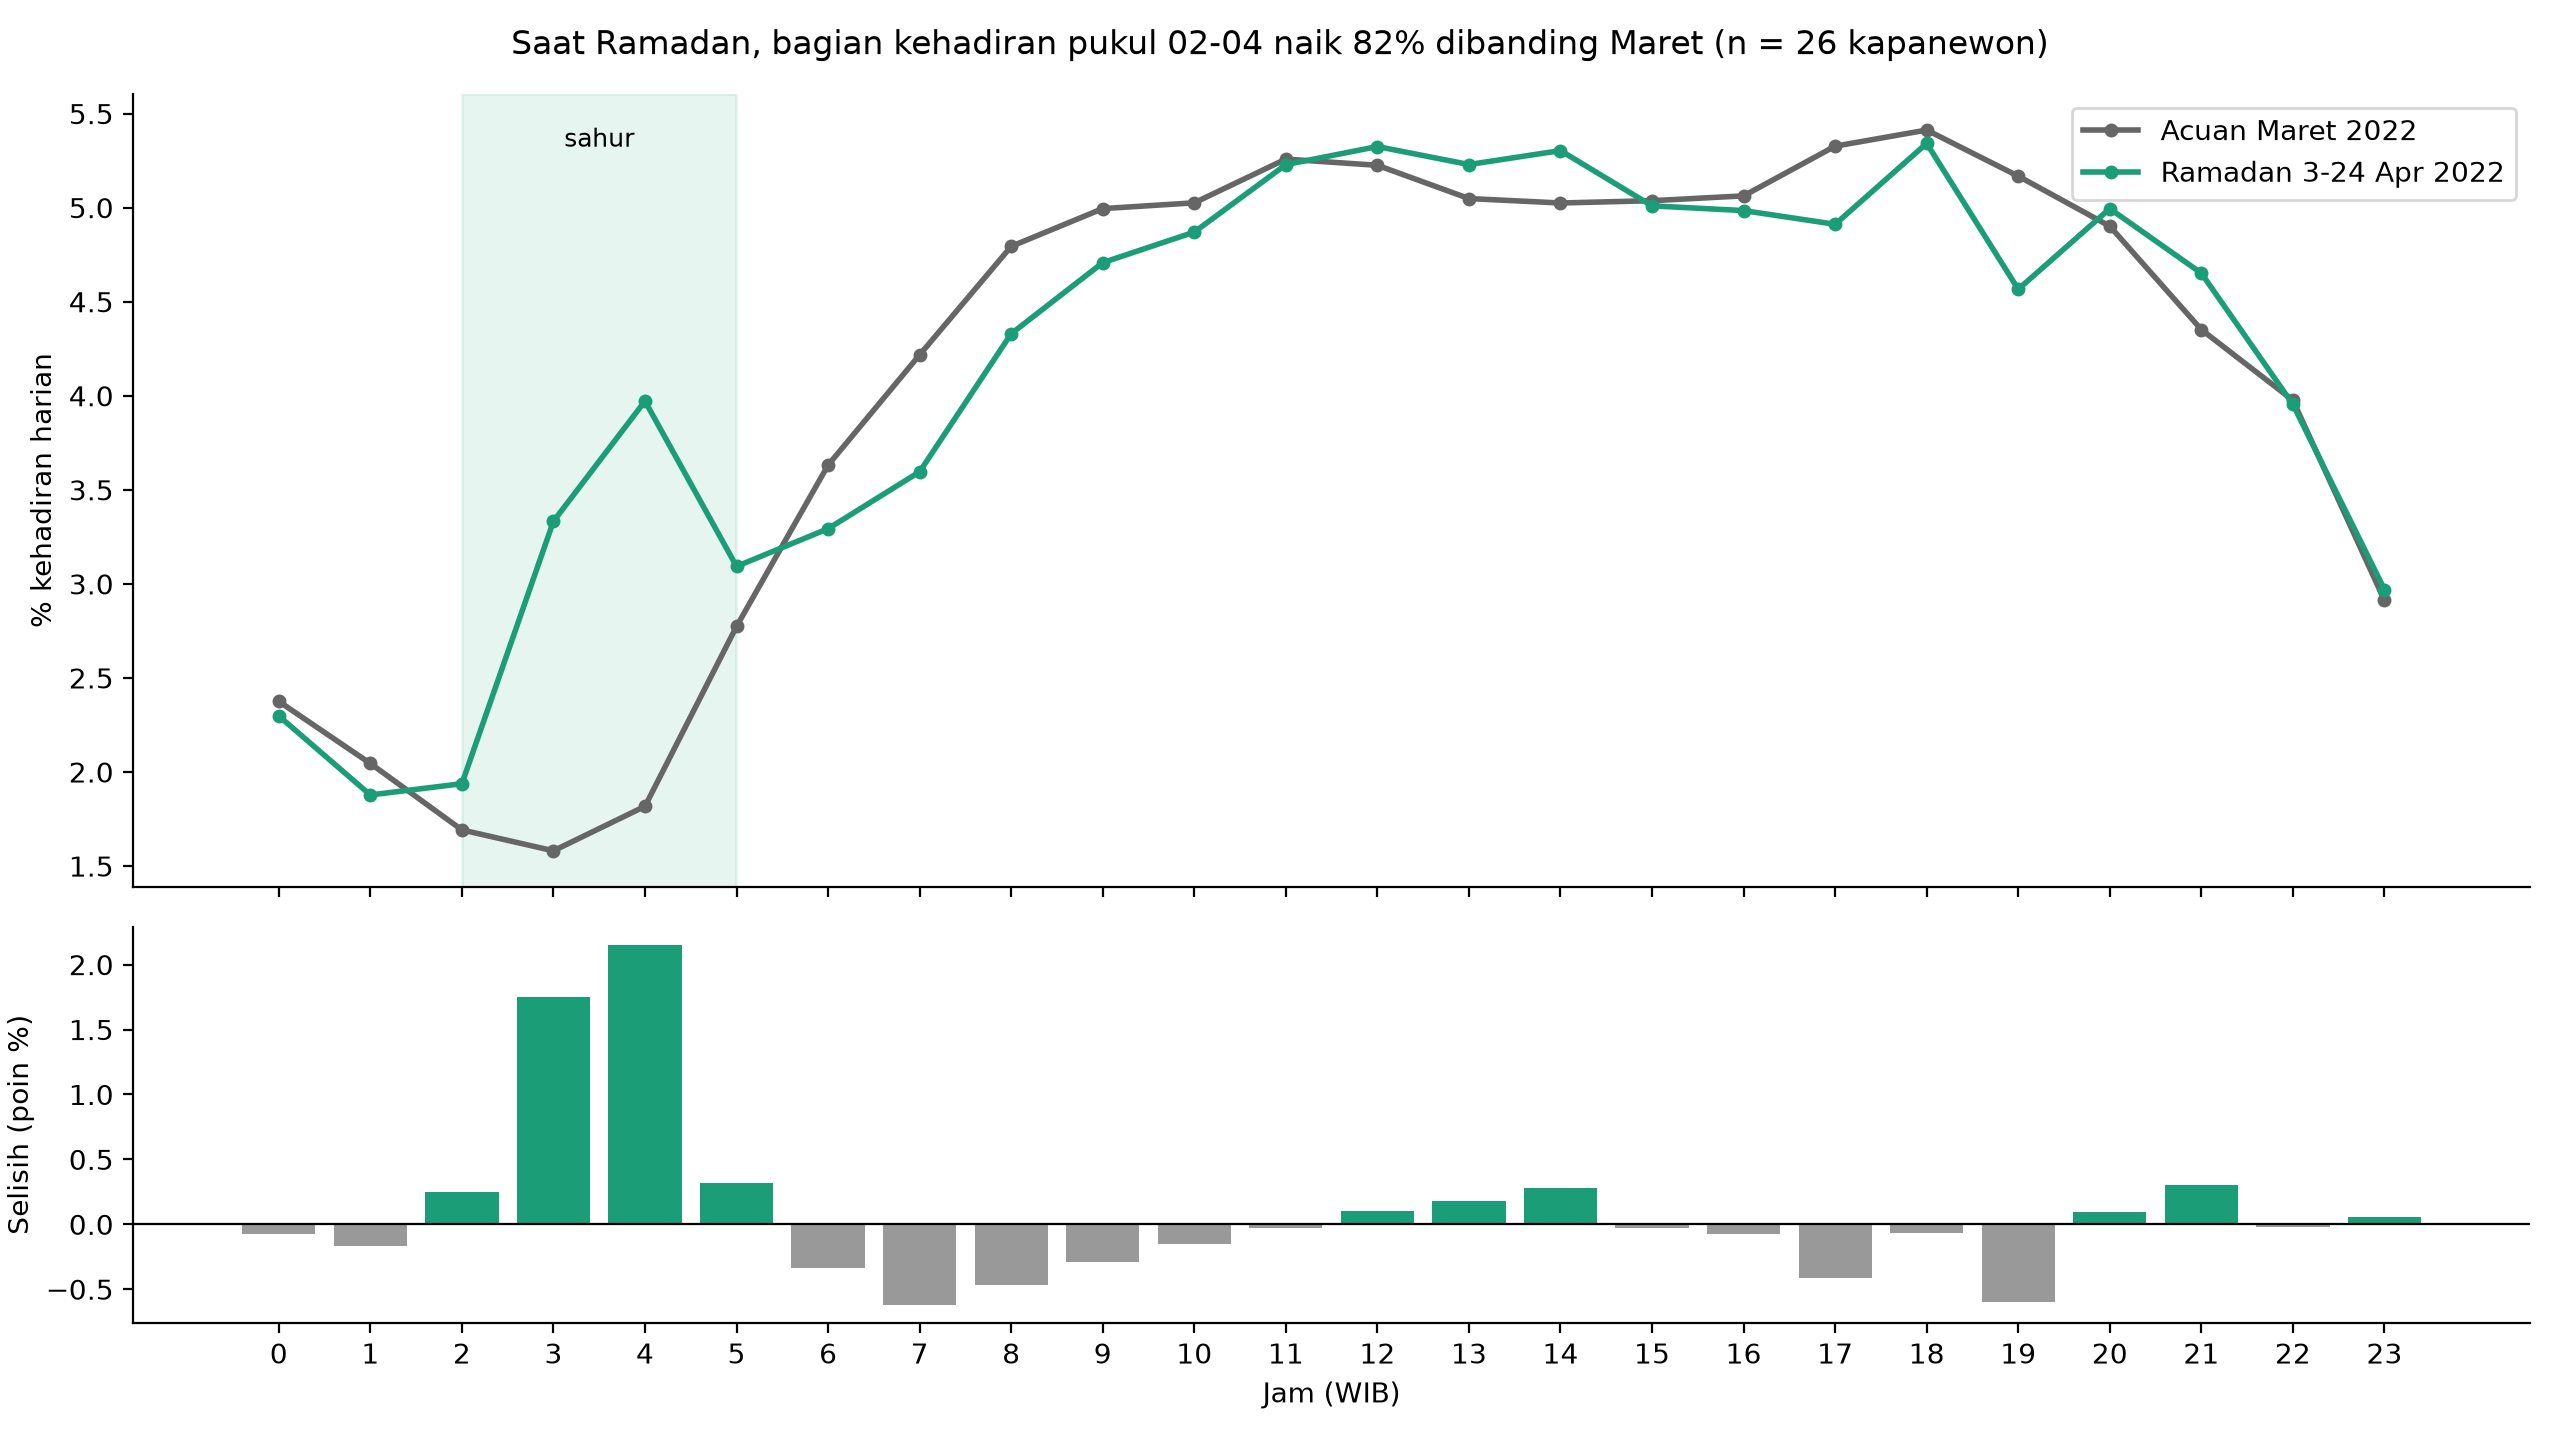 Saat Ramadan, bagian kehadiran pukul 02-04 naik 82% dibanding Maret (n = 26 kapanewon)
% kehadiran harian
5.5
5.0
4.5
4.0
3.5
3.0
2.5
2.0
1.5
sahur
Acuan Maret 2022
Ramadan 3-24 Apr 2022
Selisih (poin %)
2.0
1.5
1.0
0.5
0.0
−0.5
0 1 2 3 4 5 6 7 8 9 10 11 12 13 14 15 16 17 18 19 20 21 22 23
Jam (WIB)